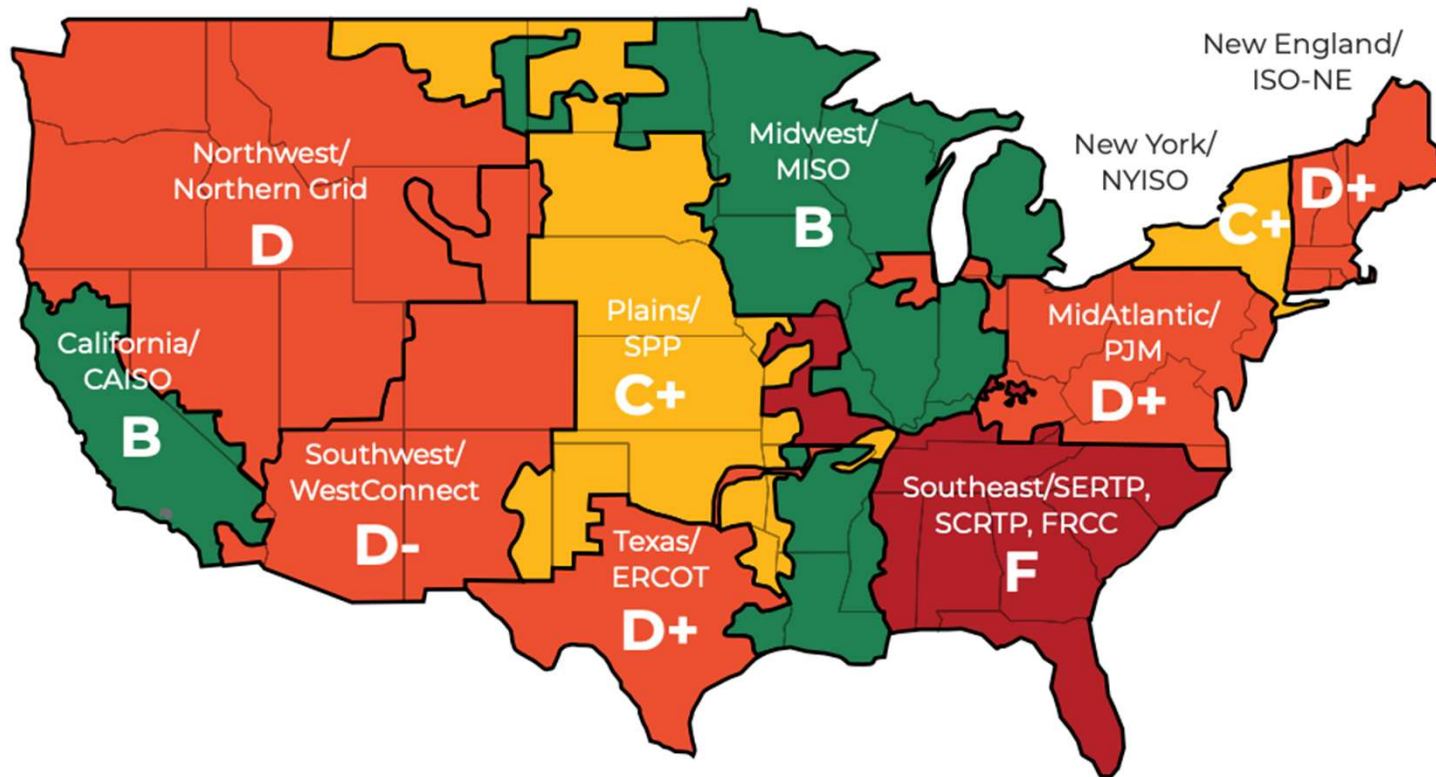 New England/
ISO-NE
New York/
NYISO
D+
C+
Midwest/
MISO
B
Northwest/
Northern Grid
D
California/
CAISO
B
Plains/
SPP
C+
MidAtlantic/
PJM
D+
Southwest/
WestConnect
D-
Texas/
ERCOT
D+
Southeast/SERTP,
SCRTP, FRCC
F